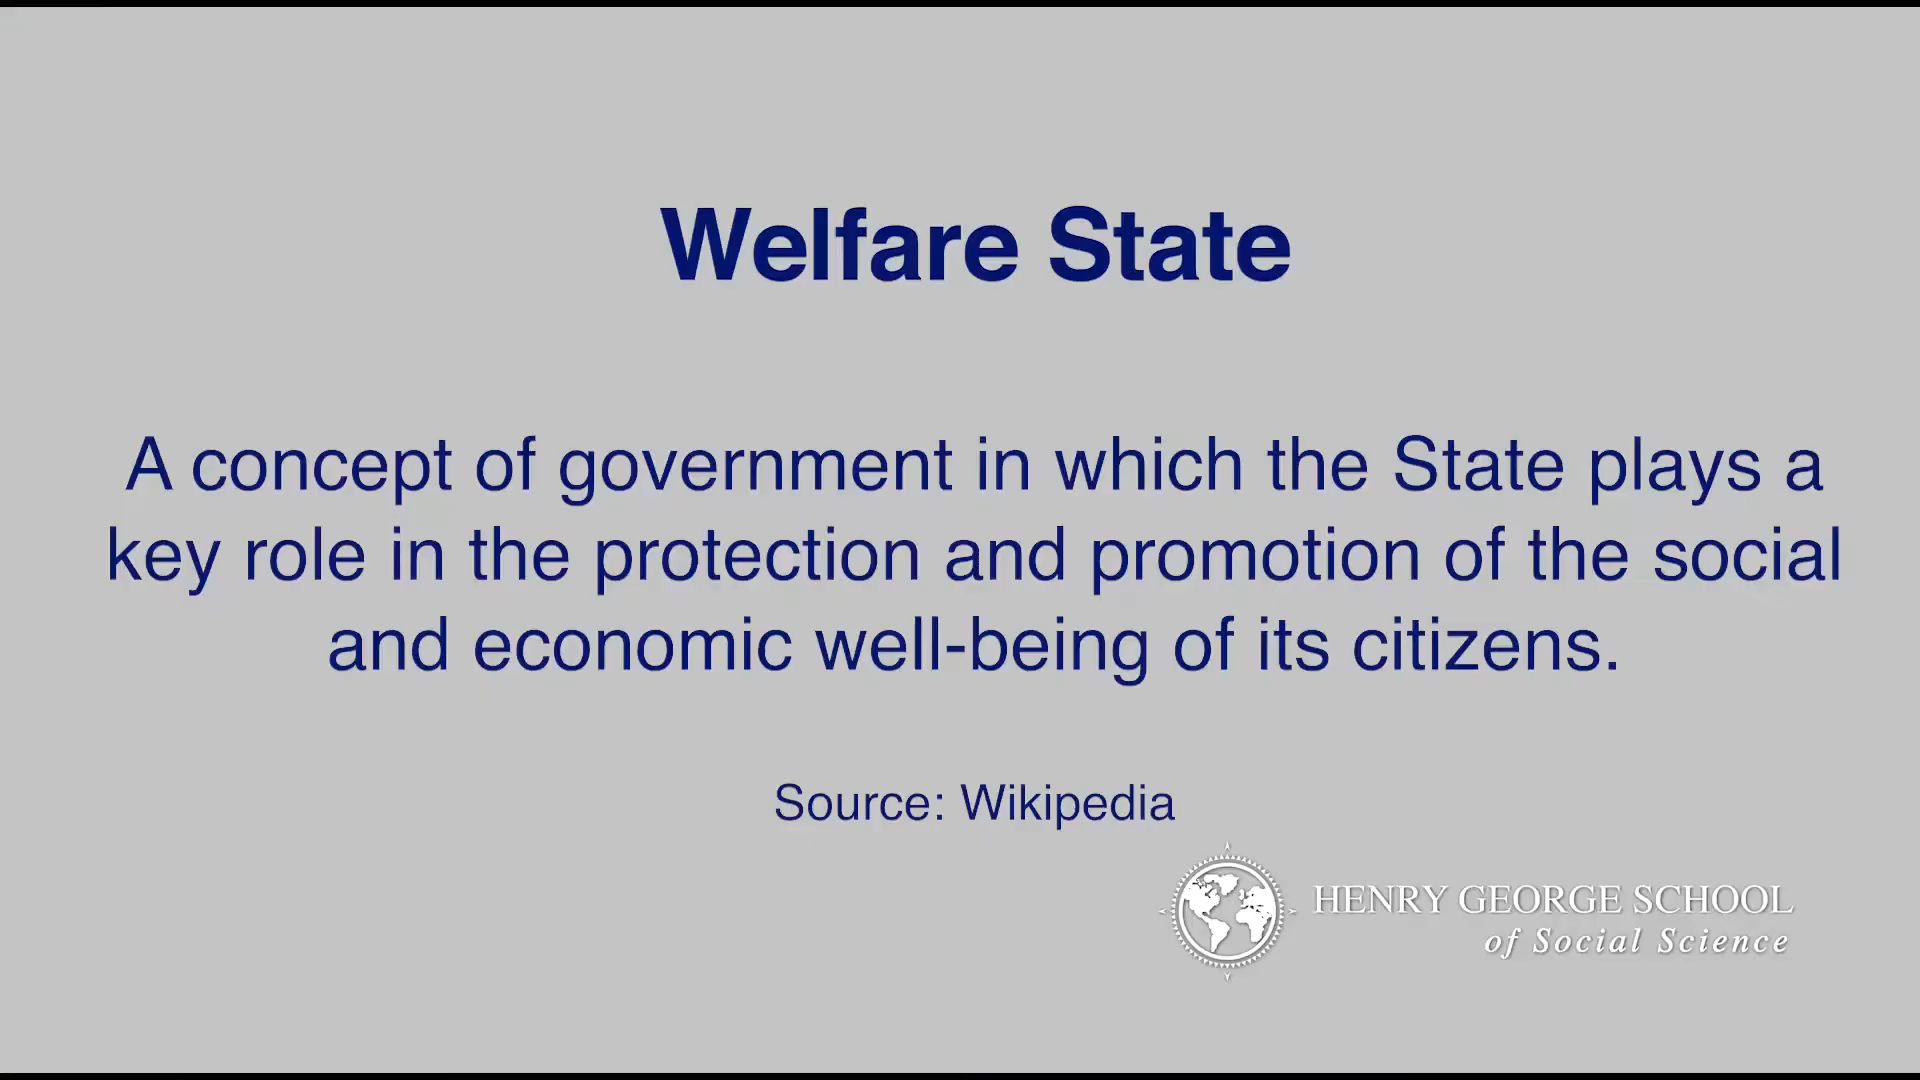 Welfare State
A concept of government in which the State plays a
key role in the protection and promotion of the social
and economic well-being of its citizens.
Source: Wikipedia
HENRY GEORGE SCHOOL
of Social Science